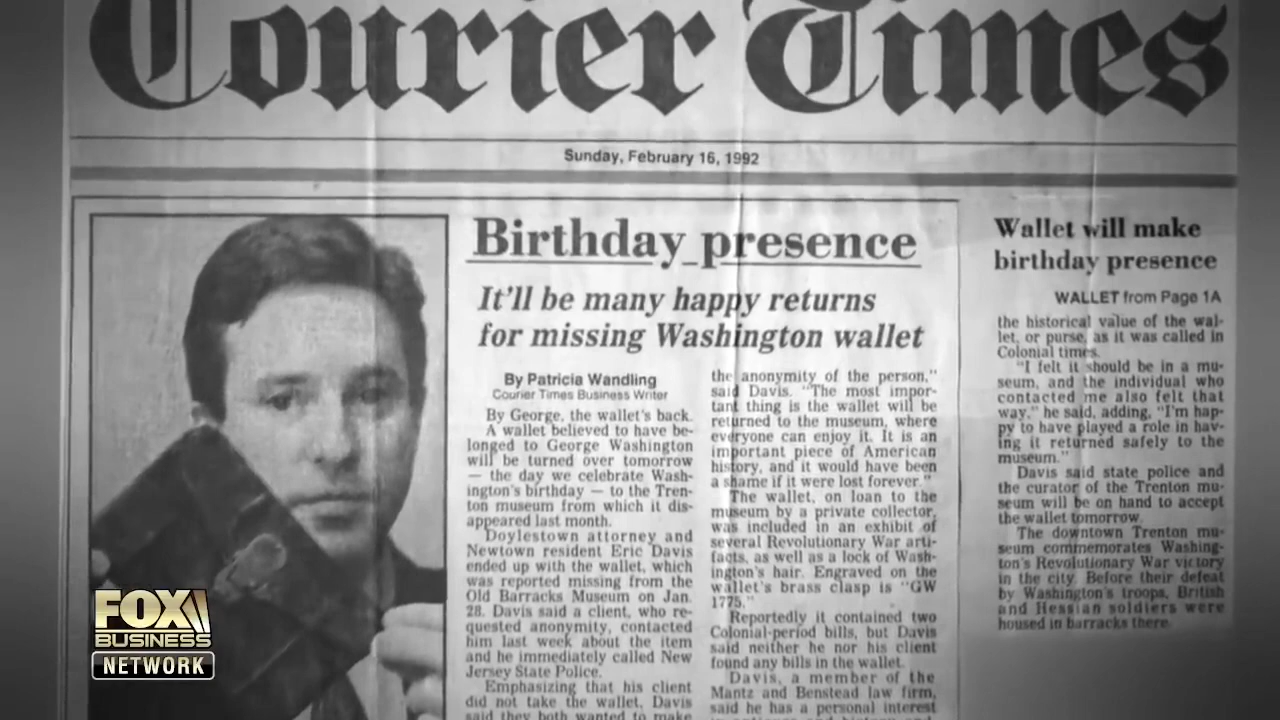 Courier Times
Sunday, February 16, 1992
Birthday presence
It'll be many happy returns
for missing Washington wallet
By Patricia Wandling
Courier Times Business Writer
By George, the wallet's back.
A wallet believed to have be-
longed to George Washington
will be turned over tomorrow
— the day we celebrate Wash-
ington's birthday — to the Tren-
ton museum from which it dis-
appeared last month.
Doylestown attorney and
Newtown resident Eric Davis
ended up with the wallet, which
was reported missing from the
Old Barracks Museum on Jan.
28. Davis said a client, who re-
quested anonymity, contacted
him last week about the item
and he immediately called New
Jersey State Police.
Emphasizing that his client
did not take the wallet, Davis
said they both wanted to make
the anonymity of the person,"
said Davis. "The most impor-
tant thing is the wallet will be
returned to the museum, where
everyone can enjoy it. It is an
important piece of American
history, and it would have been
a shame if it were lost forever."
The wallet, on loan to the
museum by a private collector,
was included in an exhibit of
several Revolutionary War arti-
facts, as well as a lock of Wash-
ington's hair. Engraved on the
wallet's brass clasp is "GW
1775."
Reportedly it contained two
Colonial-period bills, but Davis
said neither he nor his client
found any bills in the wallet.
Davis, a member of the
Mantz and Benstead law firm,
said he has a personal interest
Wallet will make
birthday presence
WALLET from Page 1A
the historical value of the wal-
let, or purse, as it was called in
Colonial times.
"I felt it should be in a mu-
seum, and the individual who
contacted me also felt that
way," he said, adding, "I'm hap-
py to have played a role in hav-
ing it returned safely to the
museum."
Davis said state police and
the curator of the Trenton mu-
seum will be on hand to accept
the wallet tomorrow.
The downtown Trenton mu-
seum commemorates Washing-
ton's Revolutionary War victory
in the city. Before their defeat
by Washington's troops, British
and Hessian soldiers were
housed in barracks there.
FOX
BUSINESS
NETWORK